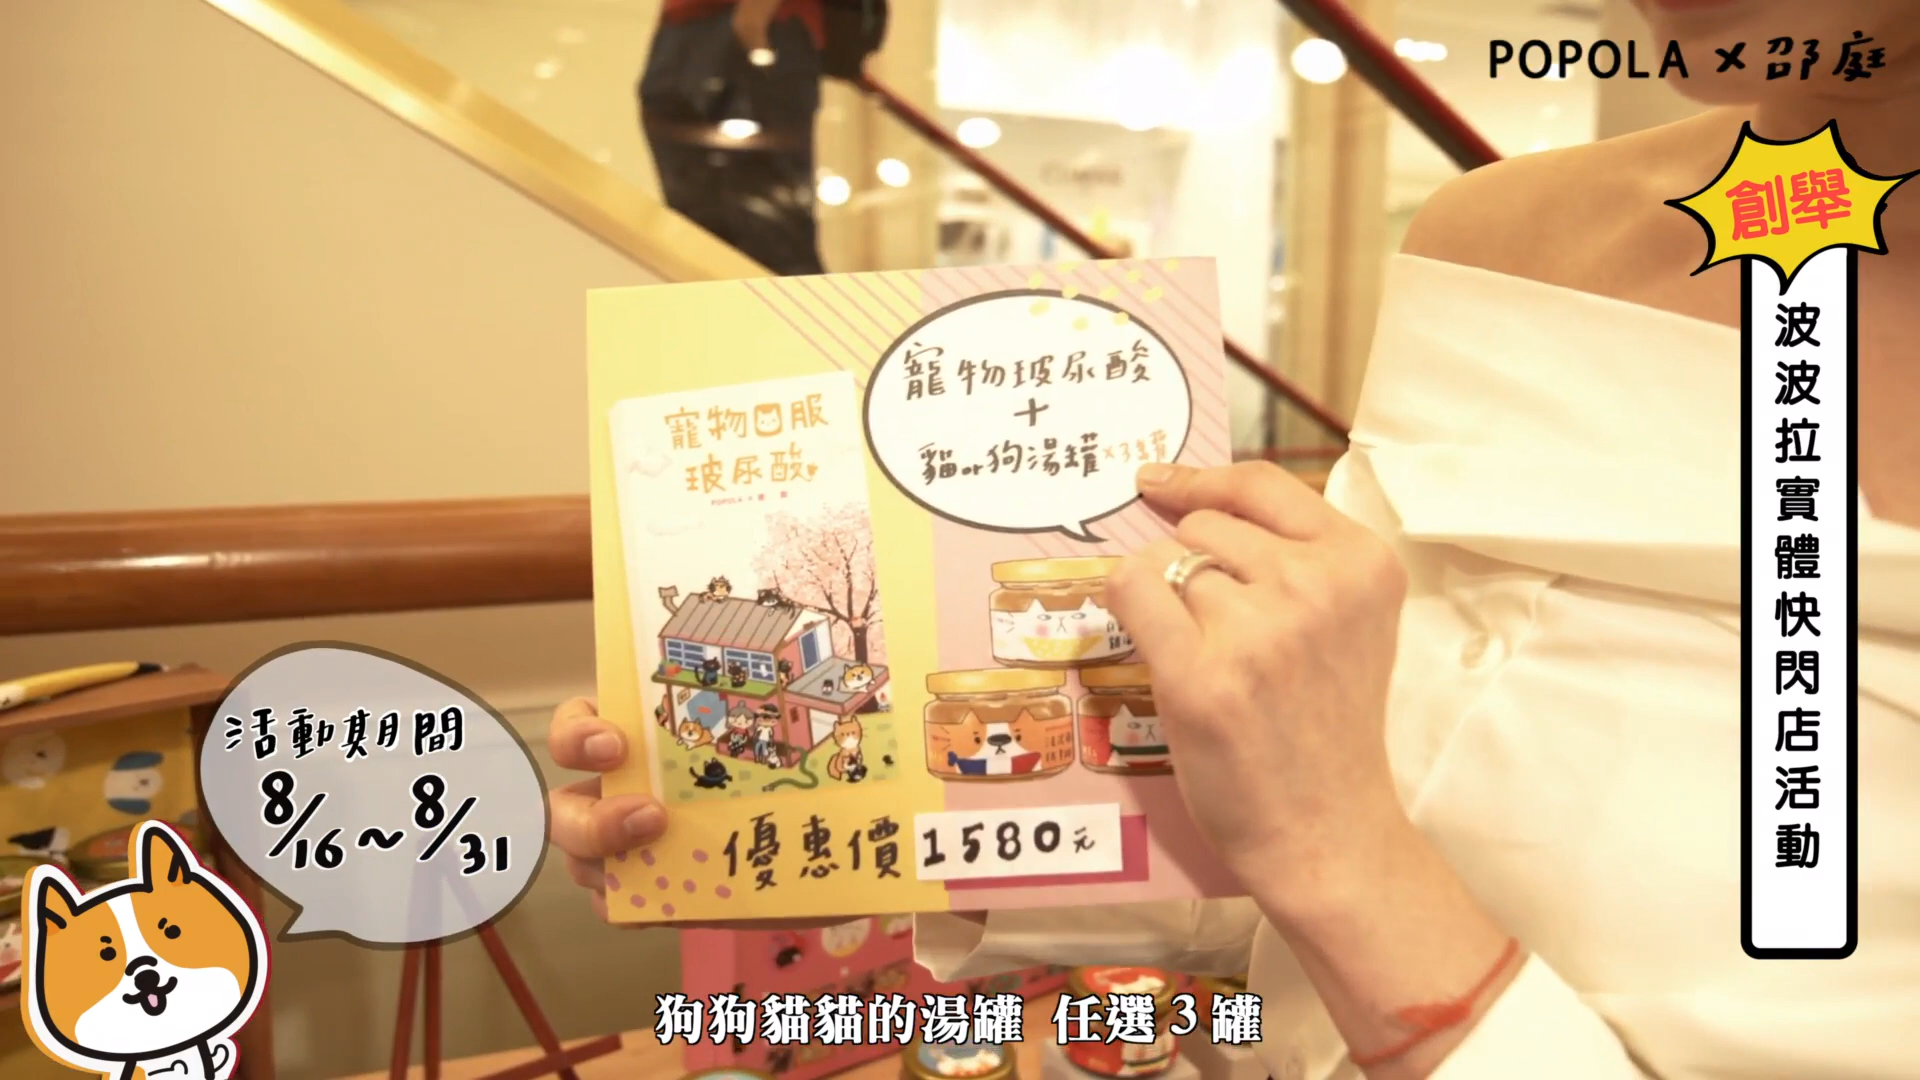 POPOLA × 邵庭
創舉
波波拉實體快閃店活動
寵物玻尿酸
+
貓or狗湯罐×3罐
寵物口服
玻尿酸
優惠價1580元
活動期間
8/16~8/31
狗狗貓貓的湯罐 任選3罐